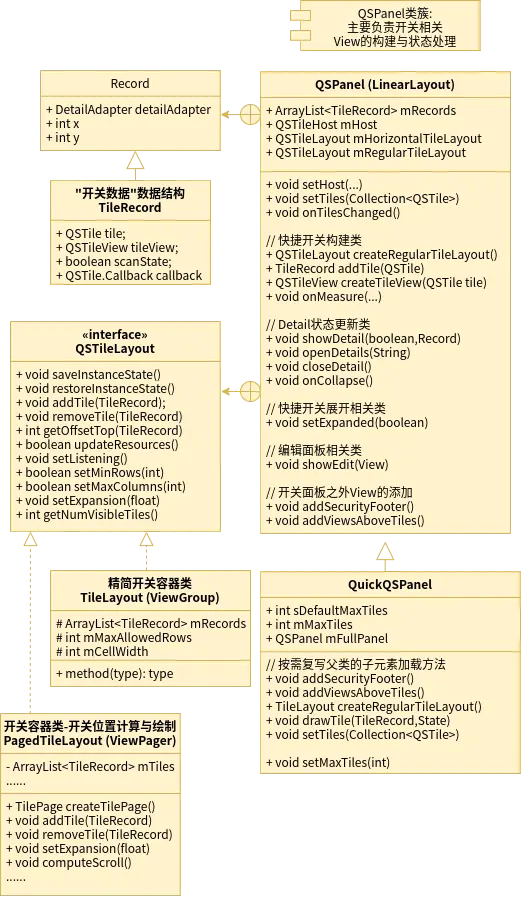 QSPanel类簇:
主要负责开关相关
View的构建与状态处理
Record
+ DetailAdapter detailAdapter
+ int x
+ int y
QSPanel (LinearLayout)
+ ArrayList<TileRecord> mRecords
+ QSTileHost mHost
+ QSTileLayout mHorizontalTileLayout
+ QSTileLayout mRegularTileLayout
+ void setHost(...)
+ void setTiles(Collection<QSTile>)
+ void onTilesChanged()
// 快捷开关构建类
+ QSTileLayout createRegularTileLayout()
+ TileRecord addTile(QSTile)
+ QSTileView createTileView(QSTile tile)
+ void onMeasure(...)
// Detail状态更新类
+ void showDetail(boolean,Record)
+ void openDetails(String)
+ void closeDetail()
+ void onCollapse()
// 快捷开关展开相关类
+ void setExpanded(boolean)
// 编辑面板相关类
+ void showEdit(View)
// 开关面板之外View的添加
+ void addSecurityFooter()
+ void addViewsAboveTiles()
"开关数据"数据结构
TileRecord
+ QSTile tile;
+ QSTileView tileView;
+ boolean scanState;
+ QSTile.Callback callback
«interface»
QSTileLayout
+ void saveInstanceState()
+ void restoreInstanceState()
+ void addTile(TileRecord);
+ void removeTile(TileRecord)
+ int getOffsetTop(TileRecord)
+ boolean updateResources()
+ void setListening()
+ boolean setMinRows(int)
+ boolean setMaxColumns(int)
+ void setExpansion(float)
+ int getNumVisibleTiles()
精简开关容器类
TileLayout (ViewGroup)
# ArrayList<TileRecord> mRecords
# int mMaxAllowedRows
# int mCellWidth
+ method(type): type
QuickQSPanel
+ int sDefaultMaxTiles
+ int mMaxTiles
+ QSPanel mFullPanel
// 按需复写父类的子元素加载方法
+ void addSecurityFooter()
+ void addViewsAboveTiles()
+ TileLayout createRegularTileLayout()
+ void drawTile(TileRecord,State)
+ void setTiles(Collection<QSTile>)
+ void setMaxTiles(int)
开关容器类-开关位置计算与绘制
PagedTileLayout (ViewPager)
- ArrayList<TileRecord> mTiles
......
+ TilePage createTilePage()
+ void addTile(TileRecord)
+ void removeTile(TileRecord)
+ void setExpansion(float)
+ void computeScroll()
......